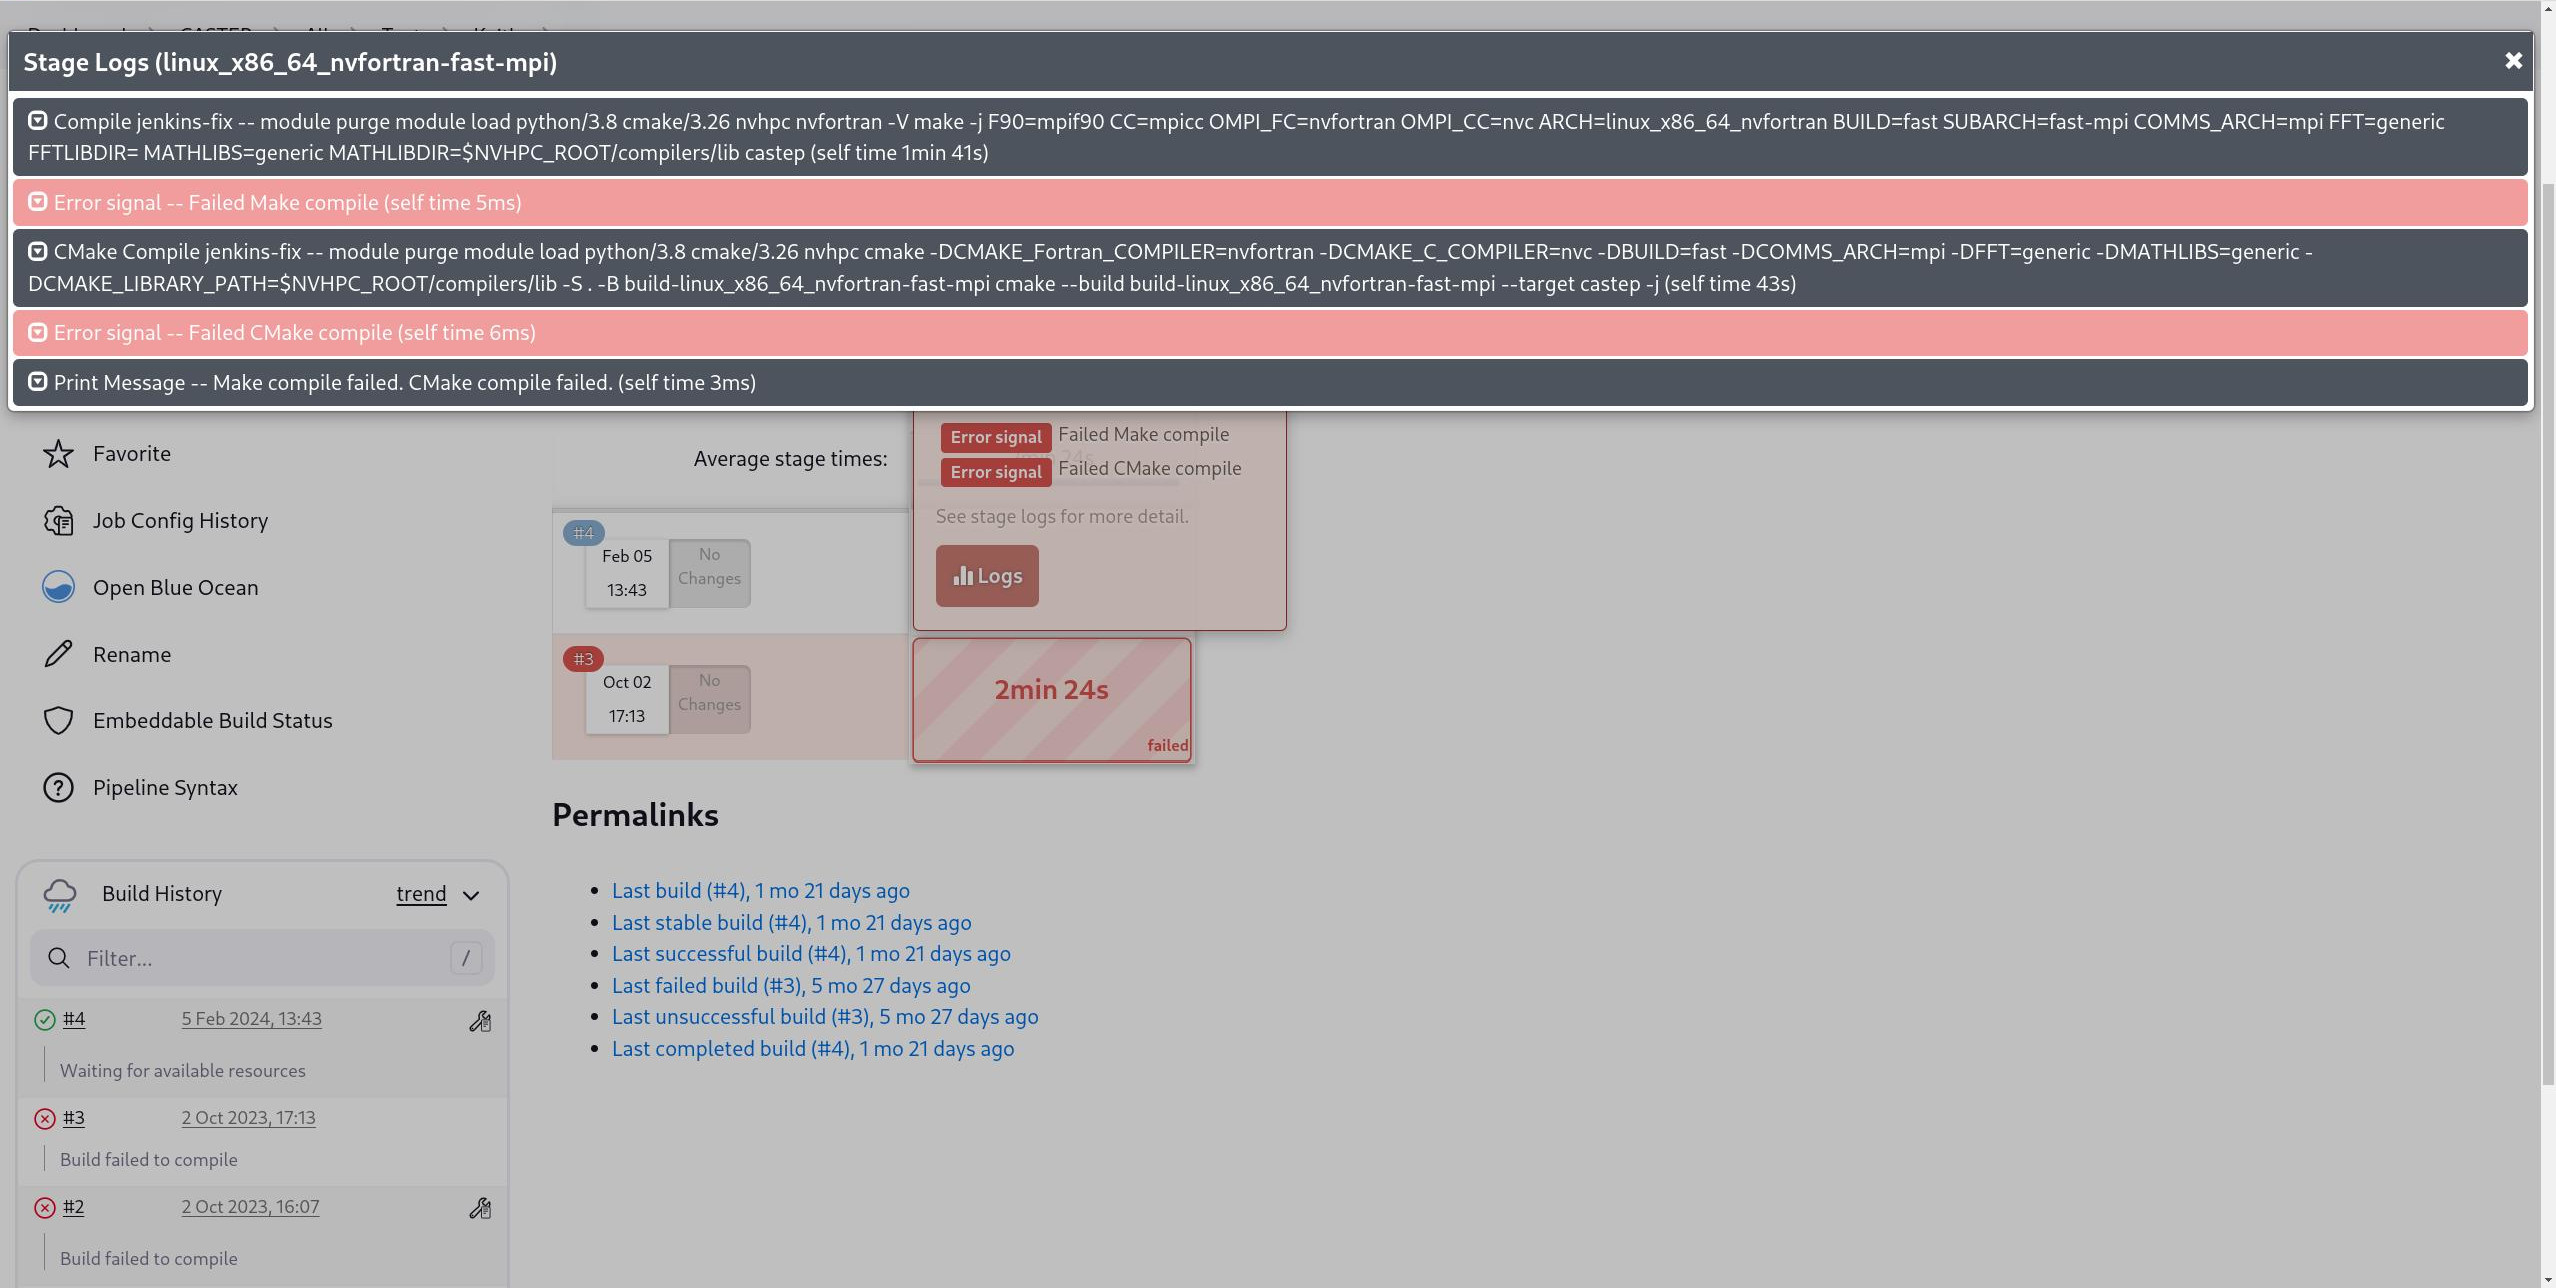 Stage Logs (linux_x86_64_nvfortran-fast-mpi)
Compile jenkins-fix -- module purge module load python/3.8 cmake/3.26 nvhpc nvfortran -V make -j F90=mpif90 CC=mpicc OMPI_FC=nvfortran OMPI_CC=nvc ARCH=linux_x86_64_nvfortran BUILD=fast SUBARCH=fast-mpi COMMS_ARCH=mpi FFT=generic
FFTLIBDIR= MATHLIBS=generic MATHLIBDIR=$NVHPC_ROOT/compilers/lib castep (self time 1min 41s)
Error signal -- Failed Make compile (self time 5ms)
CMake Compile jenkins-fix -- module purge module load python/3.8 cmake/3.26 nvhpc cmake -DCMAKE_Fortran_COMPILER=nvfortran -DCMAKE_C_COMPILER=nvc -DBUILD=fast -DCOMMS_ARCH=mpi -DFFT=generic -DMATHLIBS=generic -
DCMAKE_LIBRARY_PATH=$NVHPC_ROOT/compilers/lib -S . -B build-linux_x86_64_nvfortran-fast-mpi cmake --build build-linux_x86_64_nvfortran-fast-mpi --target castep -j (self time 43s)
Error signal -- Failed CMake compile (self time 6ms)
Print Message -- Make compile failed. CMake compile failed. (self time 3ms)
Favorite
Job Config History
Open Blue Ocean
Rename
Embeddable Build Status
Pipeline Syntax
Build History
trend
Filter...
/
#4
5 Feb 2024, 13:43
Waiting for available resources
#3
2 Oct 2023, 17:13
Build failed to compile
#2
2 Oct 2023, 16:07
Build failed to compile
Average stage times:
Error signal Failed Make compile
Error signal Failed CMake compile
See stage logs for more detail.
Logs
#4
Feb 05
13:43
No
Changes
#3
Oct 02
17:13
No
Changes
2min 24s
failed
Permalinks
Last build (#4), 1 mo 21 days ago
Last stable build (#4), 1 mo 21 days ago
Last successful build (#4), 1 mo 21 days ago
Last failed build (#3), 5 mo 27 days ago
Last unsuccessful build (#3), 5 mo 27 days ago
Last completed build (#4), 1 mo 21 days ago